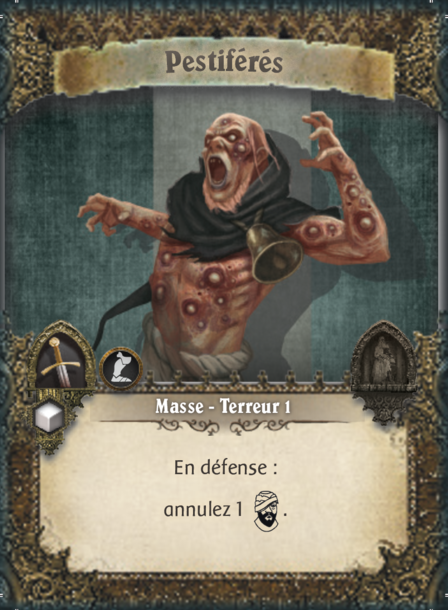 Pestiférés
Masse - Terreur 1
En défense :
annulez 1 .